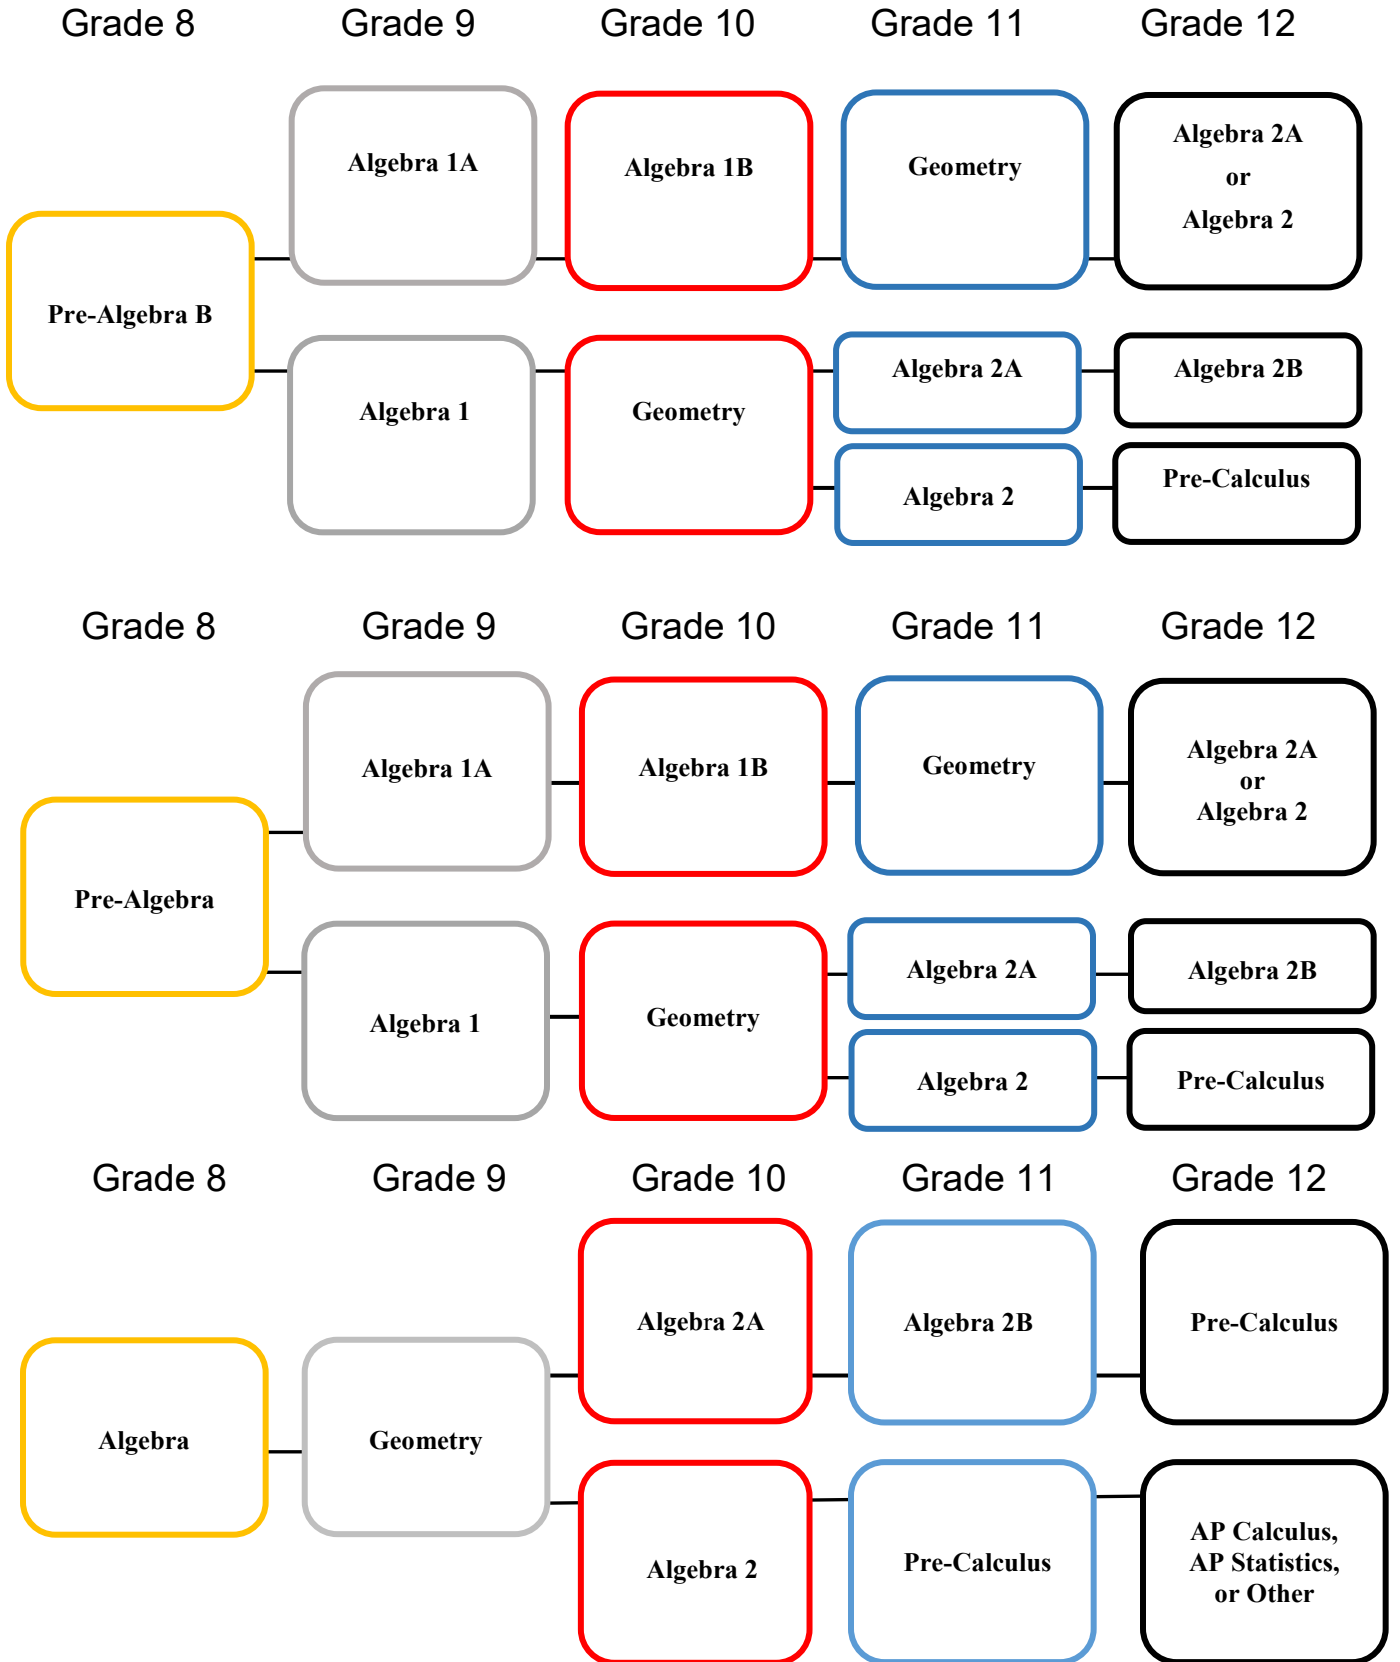 Grade 8 Grade 9 Grade 10 Grade 11 Grade 12
Algebra 1A
Algebra 1B
Geometry
Algebra 2A
or
Algebra 2
Pre-Algebra B
Algebra 1
Geometry
Algebra 2A
Algebra 2B
Algebra 2
Pre-Calculus
Grade 8 Grade 9 Grade 10 Grade 11 Grade 12
Algebra 1A
Algebra 1B
Geometry
Algebra 2A
or
Algebra 2
Pre-Algebra
Algebra 1
Geometry
Algebra 2A
Algebra 2B
Algebra 2
Pre-Calculus
Grade 8 Grade 9 Grade 10 Grade 11 Grade 12
Algebra 2A
Algebra 2B
Pre-Calculus
Algebra
Geometry
Algebra 2
Pre-Calculus
AP Calculus,
AP Statistics,
or Other